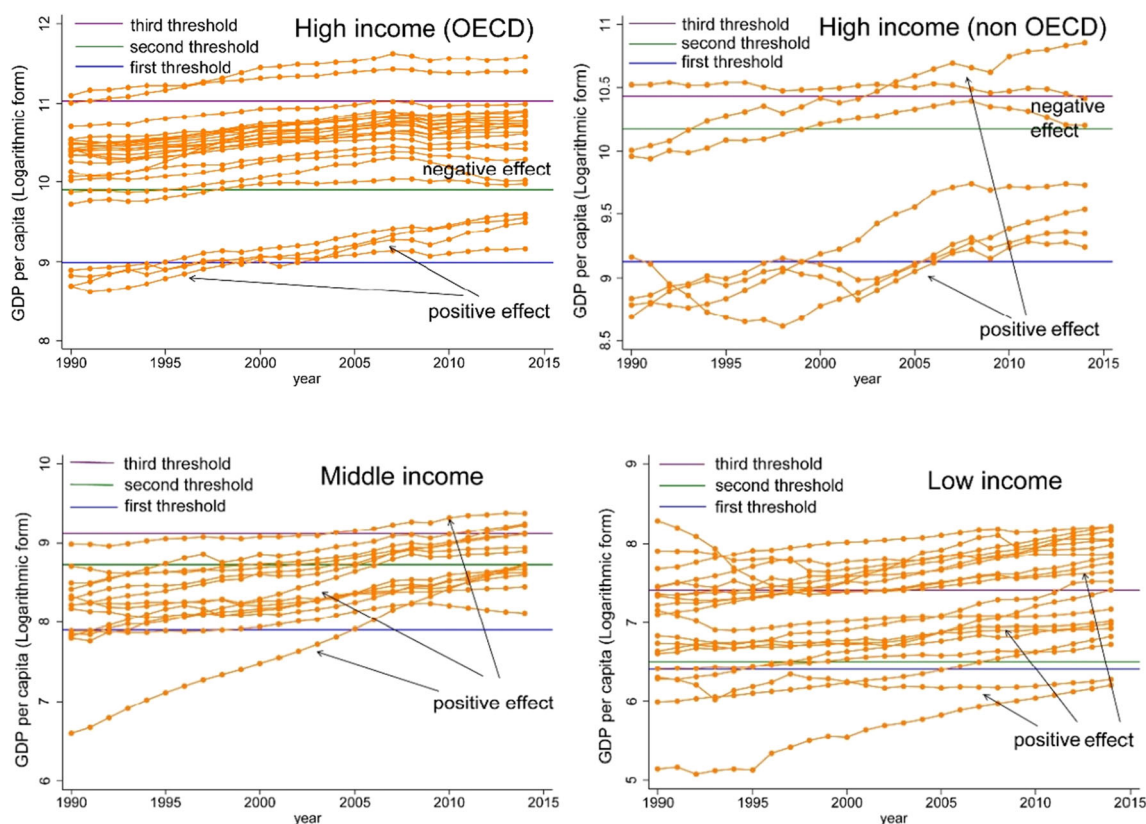 High income (OECD)
third threshold
second threshold
first threshold
negative effect
positive effect
GDP per capita (Logarithmic form)
12
11
10
9
8
1990 1995 2000 2005 2010 2015
year
High income (non OECD)
third threshold
second threshold
first threshold
negative
effect
positive effect
GDP per capita (Logarithmic form)
11
10.5
10
9.5
9
8.5
1990 1995 2000 2005 2010 2015
year
Middle income
third threshold
second threshold
first threshold
positive effect
GDP per capita (Logarithmic form)
10
9
8
7
6
1990 1995 2000 2005 2010 2015
year
Low income
third threshold
second threshold
first threshold
positive effect
GDP per capita (Logarithmic form)
9
8
7
6
5
1990 1995 2000 2005 2010 2015
year